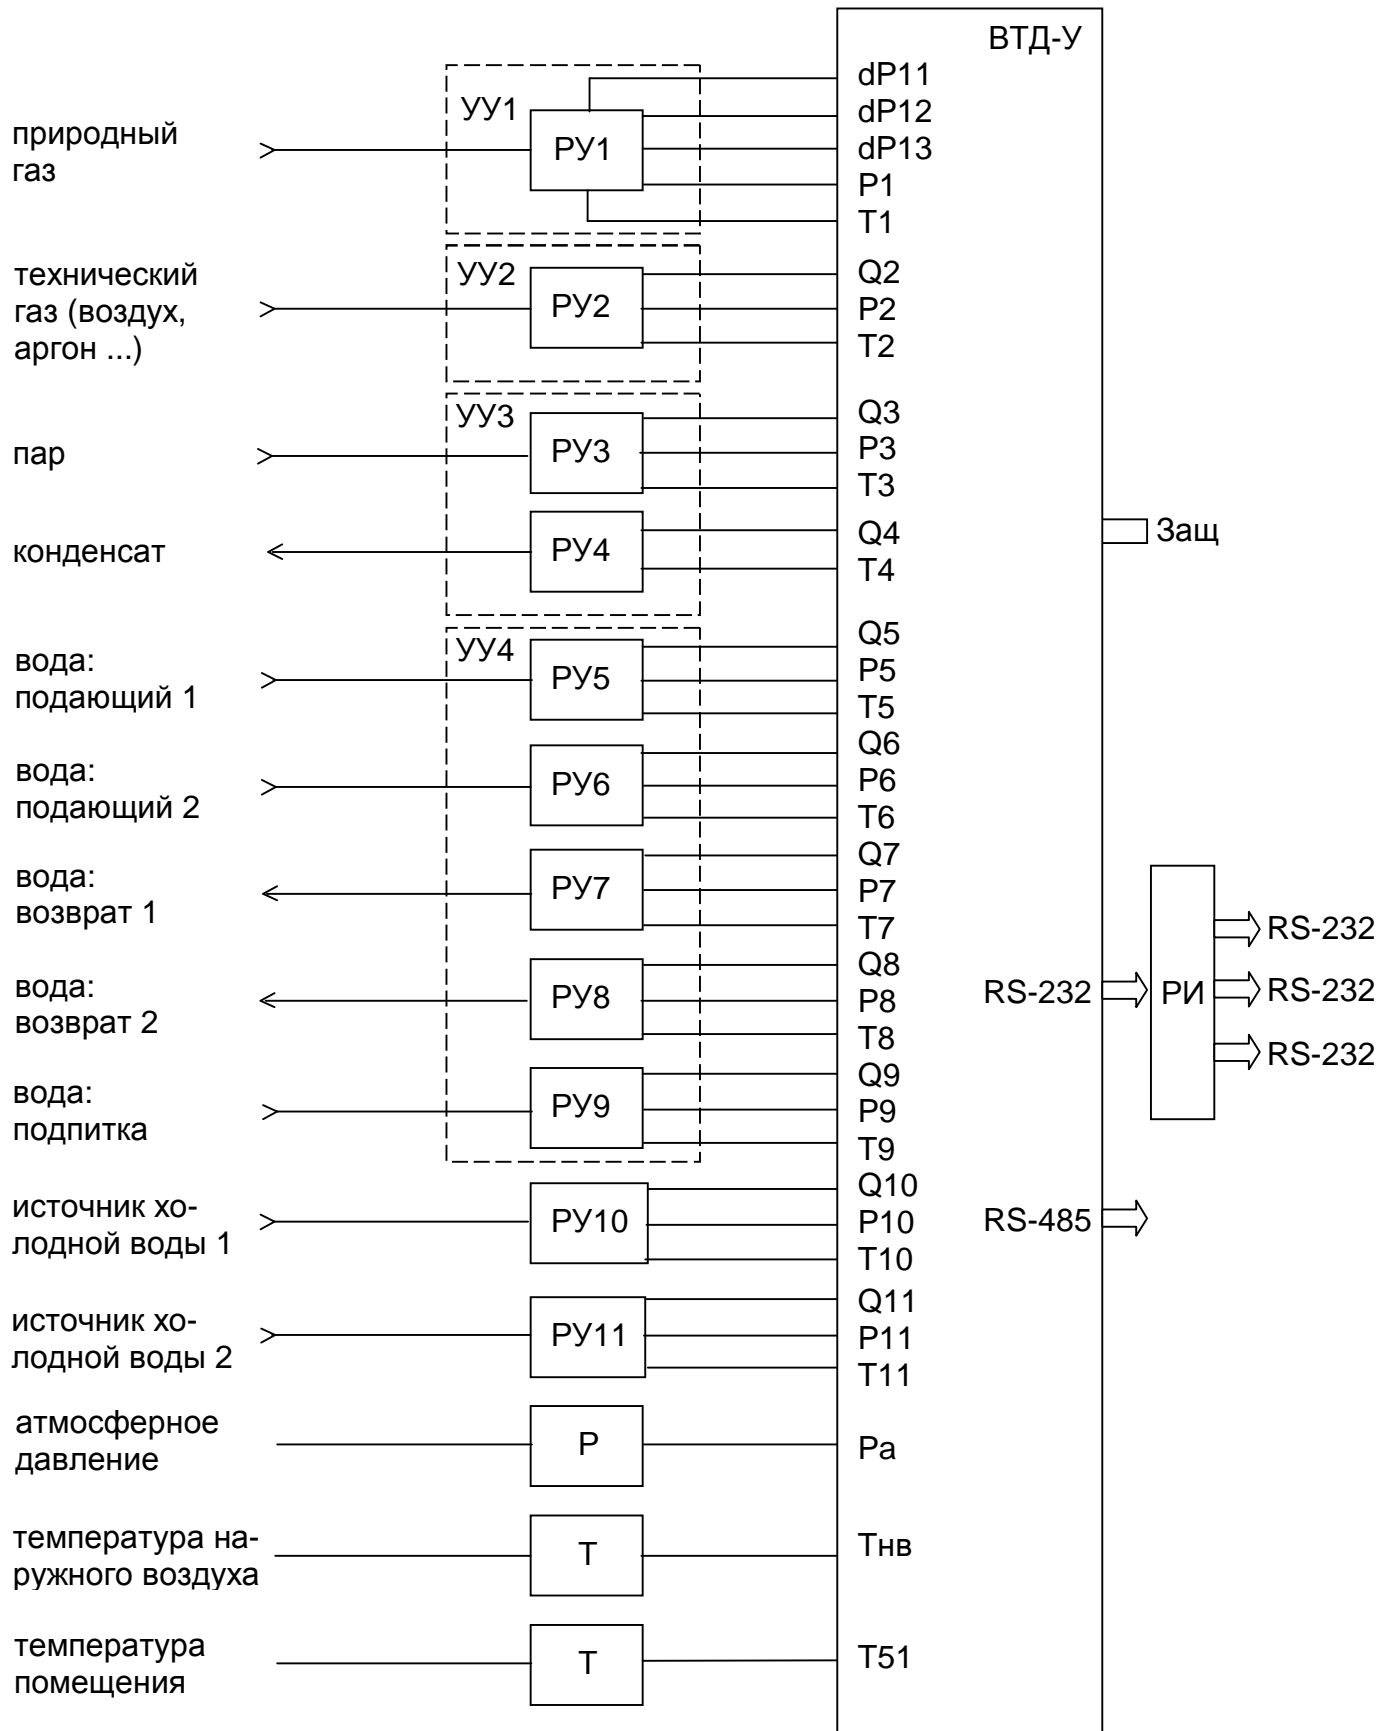 ВТД-У
природный
газ
УУ1
РУ1
dP11
dP12
dP13
P1
T1
технический
газ (воздух,
аргон ...)
УУ2
РУ2
Q2
P2
T2
пар
УУ3
РУ3
Q3
P3
T3
конденсат
РУ4
Q4
T4
Защ
вода:
подающий 1
УУ4
РУ5
Q5
P5
T5
вода:
подающий 2
РУ6
Q6
P6
T6
вода:
возврат 1
РУ7
Q7
P7
T7
вода:
возврат 2
РУ8
Q8
P8
T8
RS-232
РИ
RS-232
RS-232
RS-232
вода:
подпитка
РУ9
Q9
P9
T9
источник хо-
лодной воды 1
РУ10
Q10
P10
T10
RS-485
источник хо-
лодной воды 2
РУ11
Q11
P11
T11
атмосферное
давление
Р
Ра
температура на-
ружного воздуха
Т
Тнв
температура
помещения
Т
T51